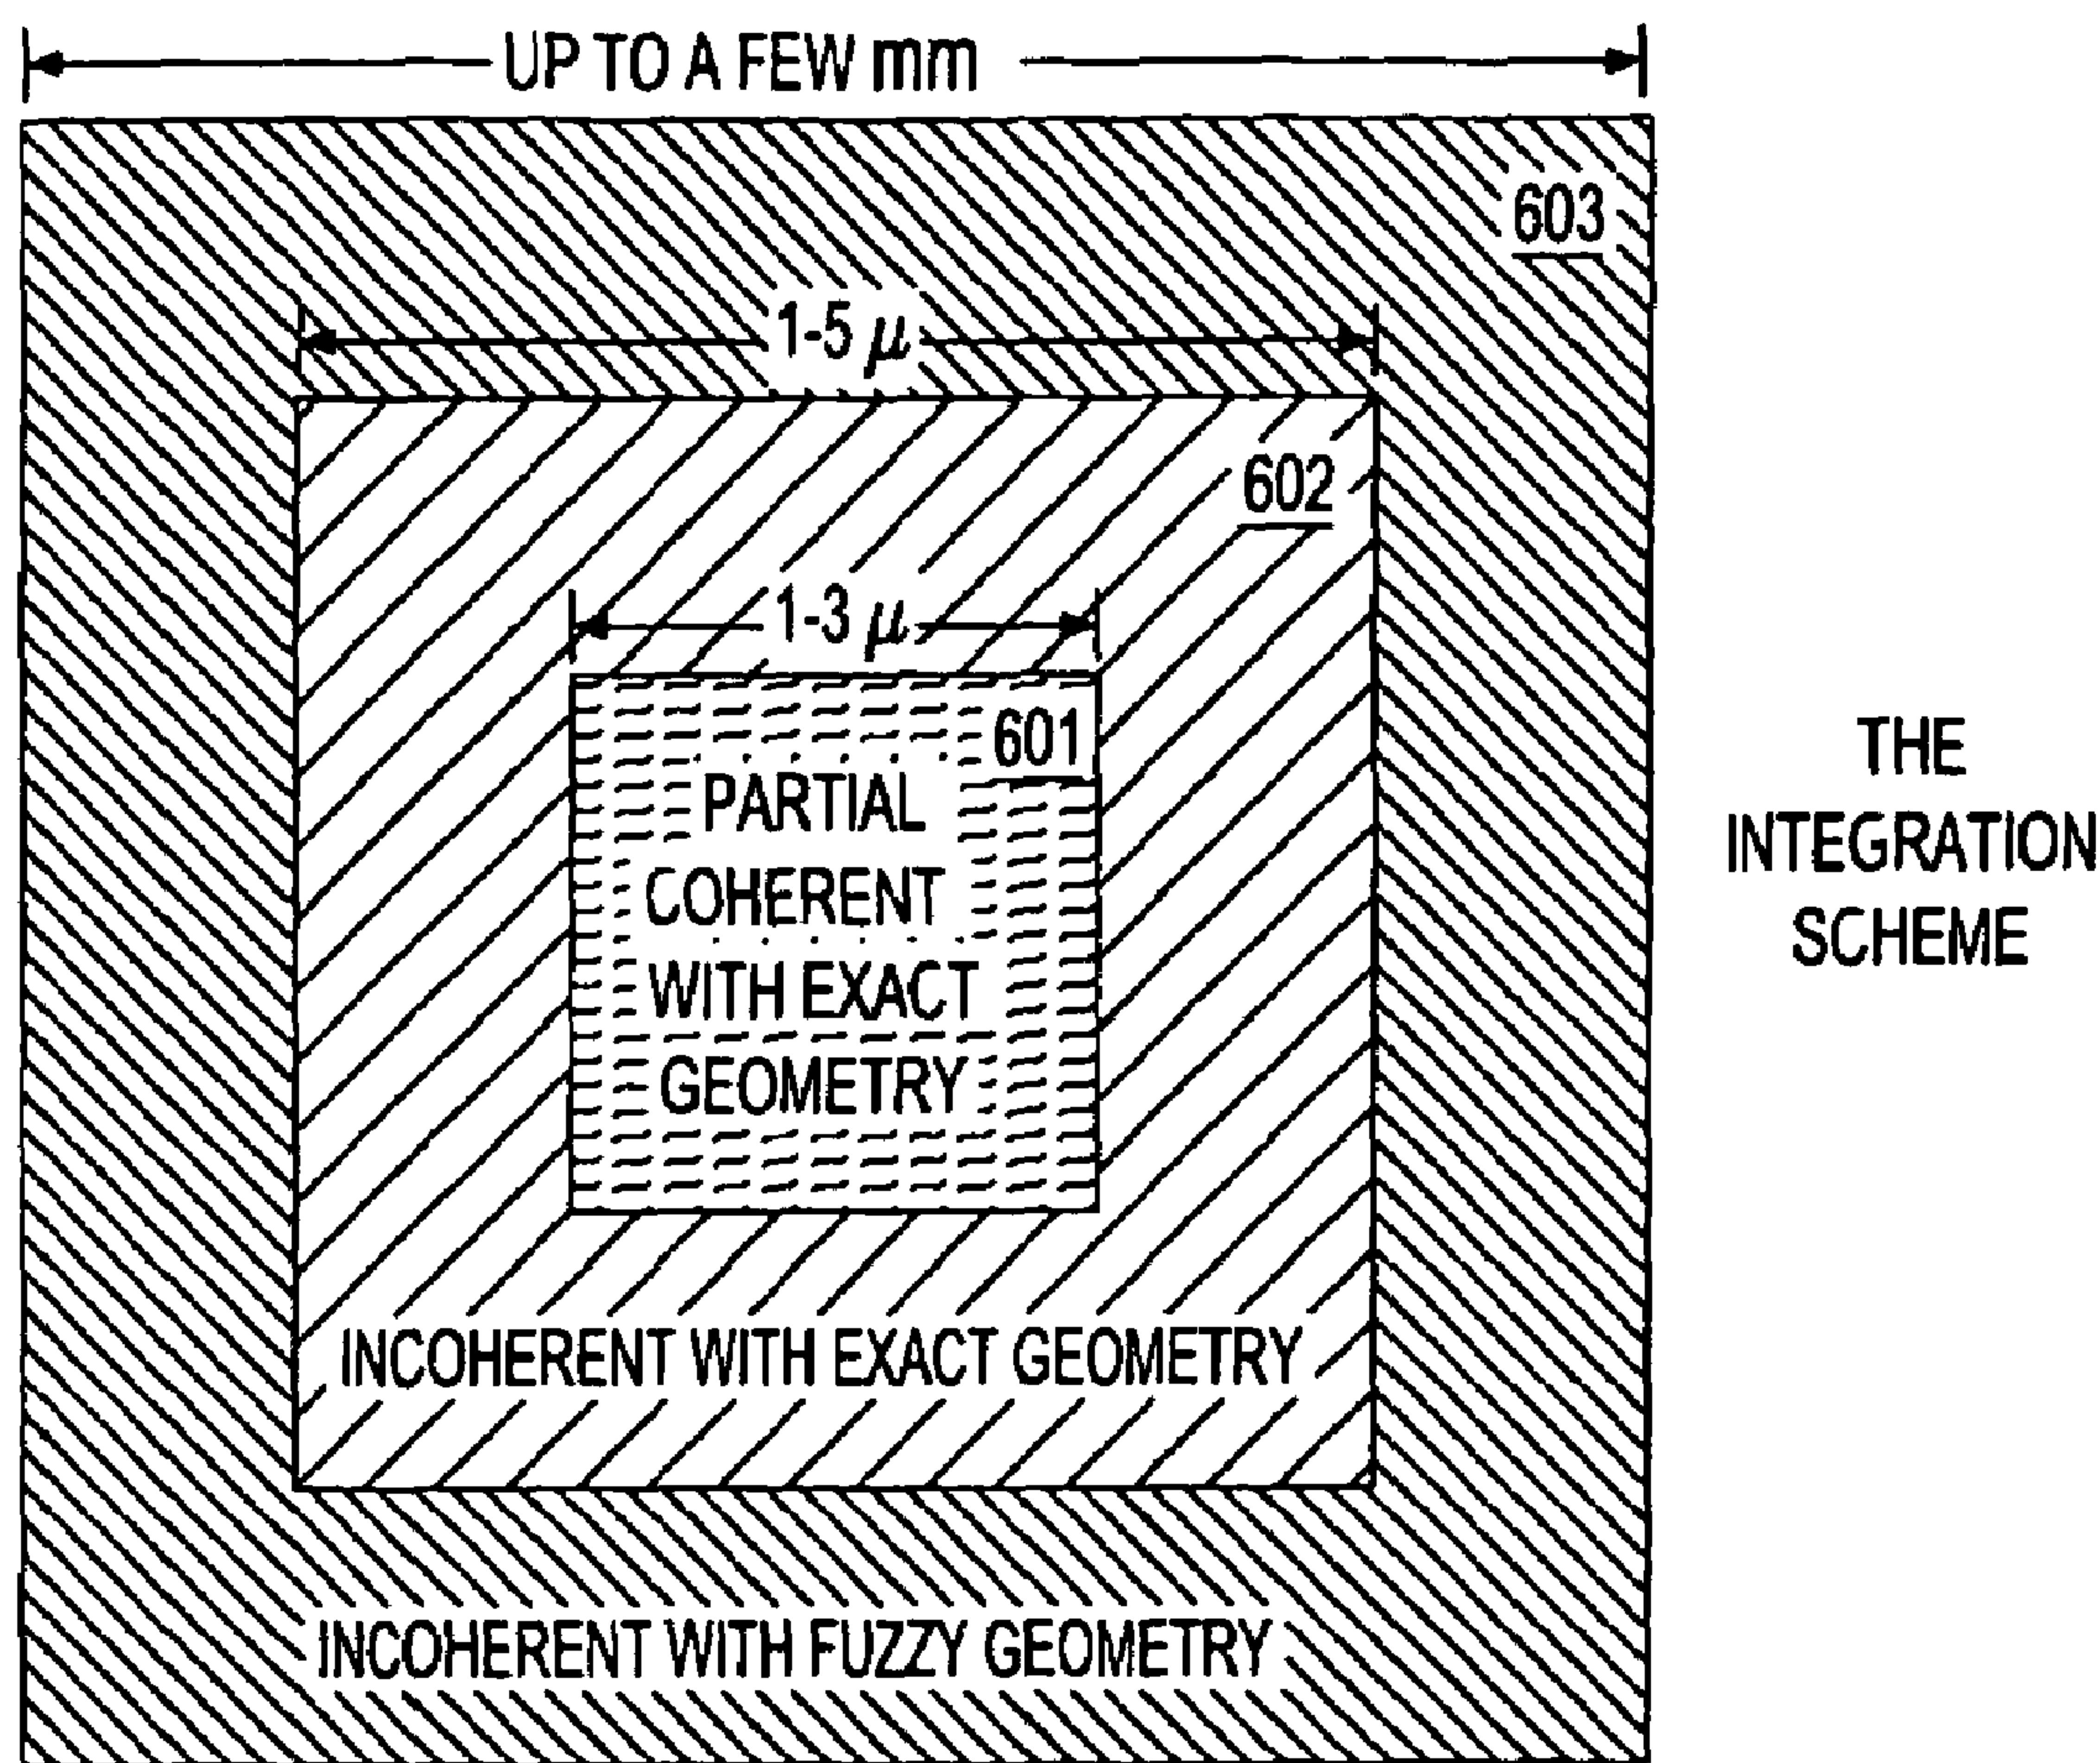 UP TO A FEW mm
603
1-5 μ
602
1-3 μ
601
PARTIAL
COHERENT
WITH EXACT
GEOMETRY
INCOHERENT WITH EXACT GEOMETRY
INCOHERENT WITH FUZZY GEOMETRY
THE
INTEGRATION
SCHEME